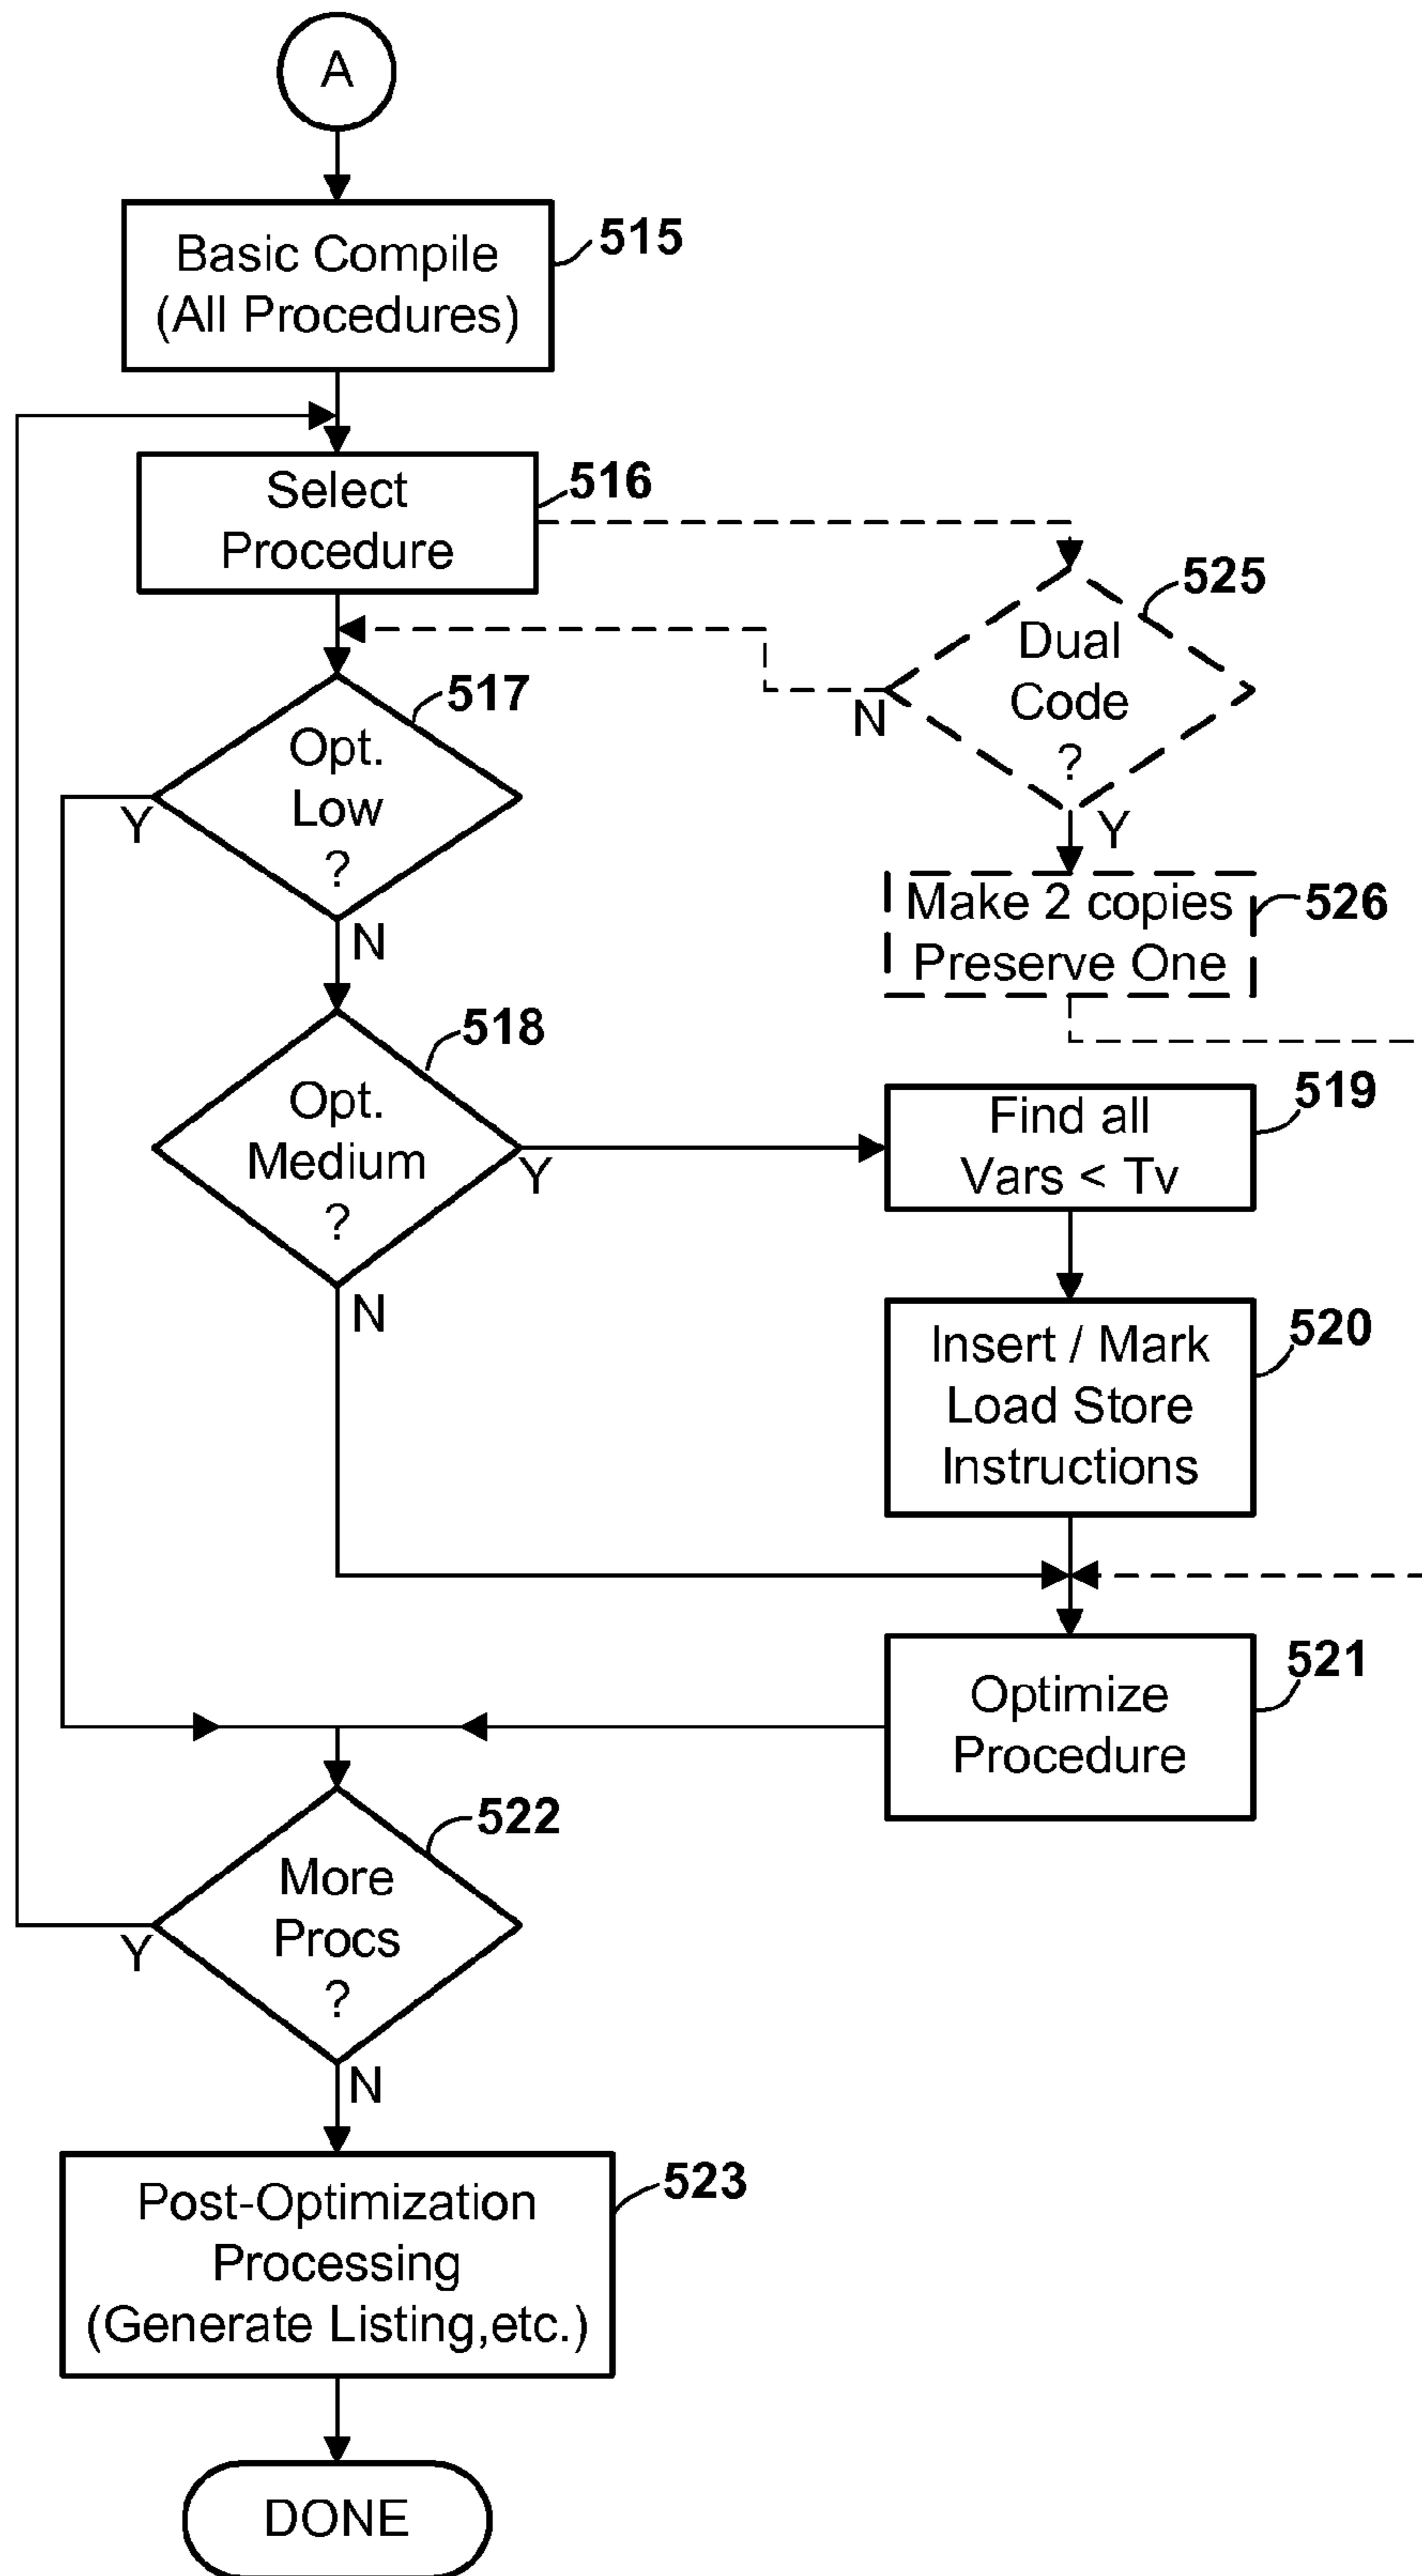 A
Basic Compile
(All Procedures)
515
Select
Procedure
516
Dual
Code
?
525
N
Y
Opt.
Low
?
517
Y
N
Make 2 copies
Preserve One
526
Opt.
Medium
?
518
Y
N
Find all
Vars < Tv
519
Insert / Mark
Load Store
Instructions
520
Optimize
Procedure
521
More
Procs
?
522
Y
N
Post-Optimization
Processing
(Generate Listing,etc.)
523
DONE